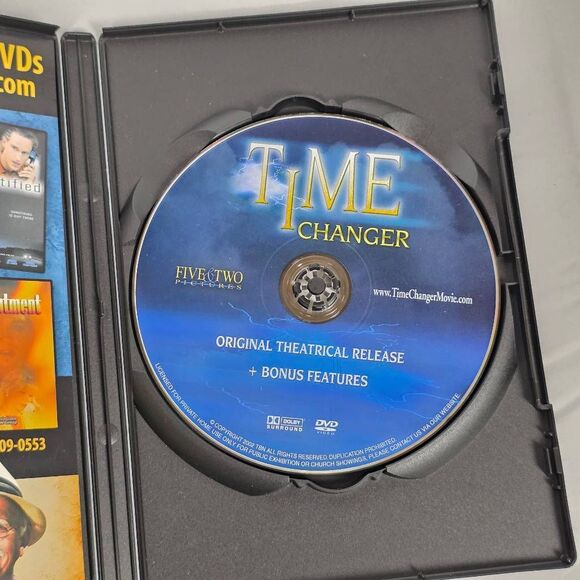 VDs
com
tified
tment
09-0553
TIME
CHANGER
FIVE & TWO
PICTURES
www.TimeChangerMovie.com
ORIGINAL THEATRICAL RELEASE
+ BONUS FEATURES
DOLBY
SURROUND
DVD
VIDEO
© COPYRIGHT 2002 TBN ALL RIGHTS RESERVED. DUPLICATION PROHIBITED.
LICENSED FOR PRIVATE HOME USE ONLY. FOR PUBLIC EXHIBITION OR CHURCH SHOWINGS, PLEASE CONTACT US VIA OUR WEBSITE.